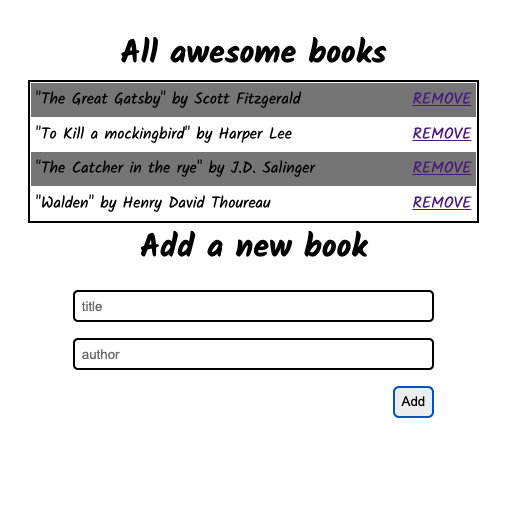 All awesome books
"The Great Gatsby" by Scott Fitzgerald REMOVE
"To Kill a mockingbird" by Harper Lee REMOVE
"The Catcher in the rye" by J.D. Salinger REMOVE
"Walden" by Henry David Thoureau REMOVE
Add a new book
title
author
Add